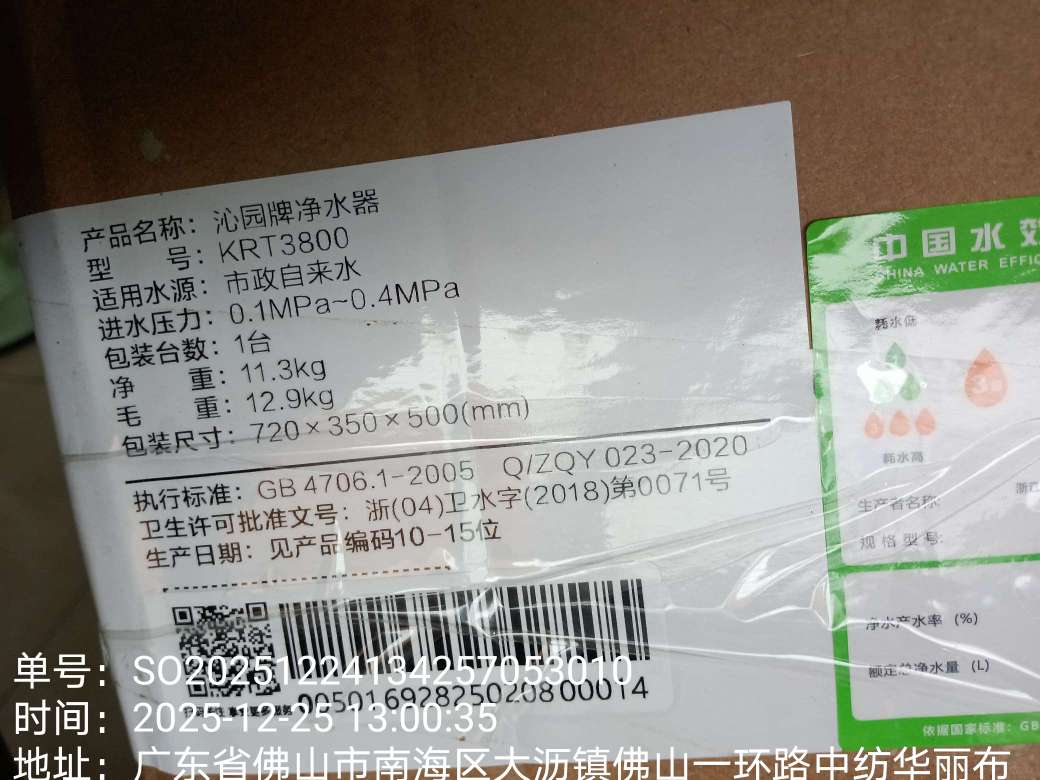 产品名称：沁园牌净水器
型 号：KRT3800
适用水源：市政自来水
进水压力：0.1MPa~0.4MPa
包装台数：1台
净 重：11.3kg
毛 重：12.9kg
包装尺寸：720×350×500(mm)
执行标准：GB 4706.1-2005 Q/ZQY 023-2020
卫生许可批准文号：浙(04)卫水字(2018)第0071号
生产日期：见产品编码10-15位
00501692825020800014
中国水效
CHINA WATER EFFIC
耗水低
1
2
3级
耗水高
生产者名称：
规格型号：
净水产水率（%）
额定总净水量（L）
依据国家标准：GB
单号：SO20251224134257053010
时间：2025-12-25 13:00:35
地址：广东省佛山市南海区大沥镇佛山一环路中纺华丽布